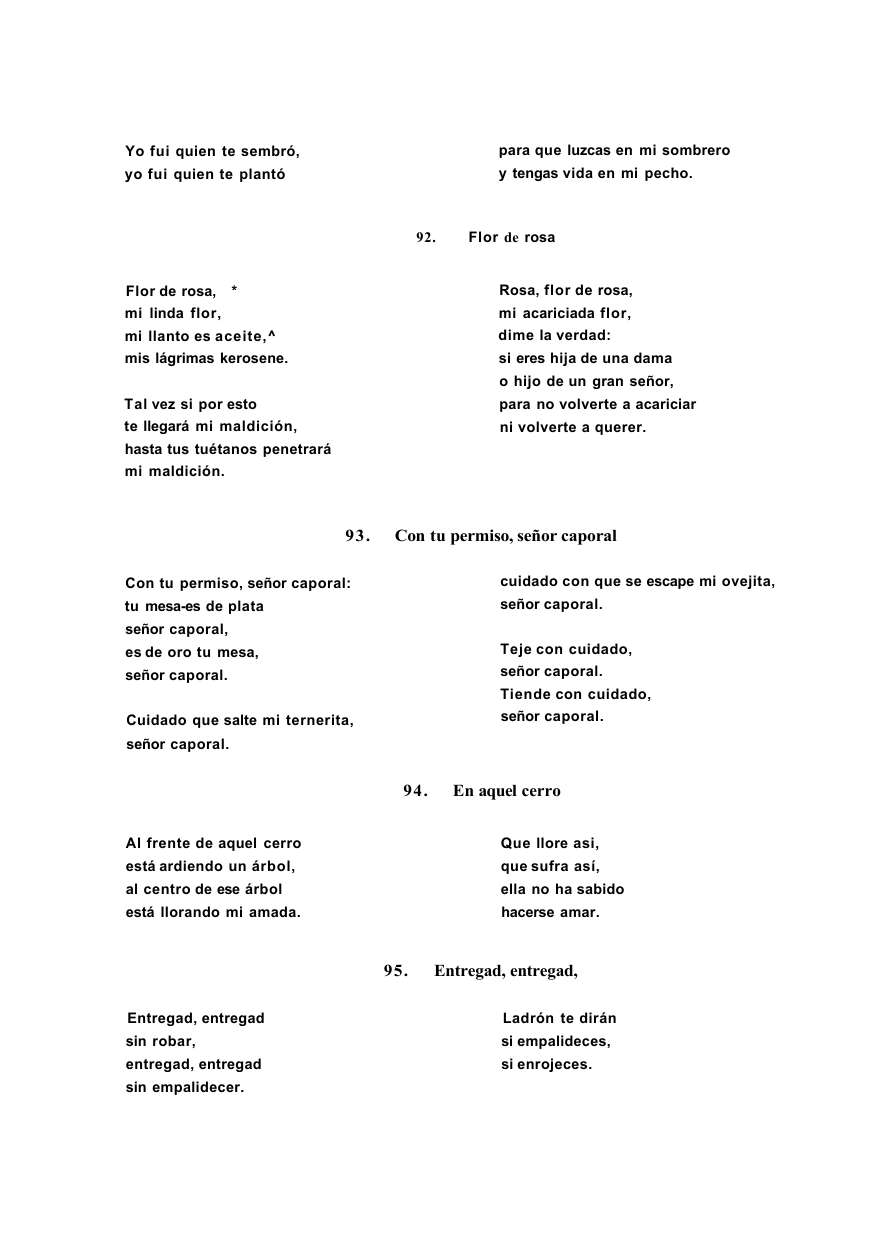 Yo fui quien te sembró,
yo fui quien te plantó
para que luzcas en mi sombrero
y tengas vida en mi pecho.
92. Flor de rosa
Flor de rosa, *
mi linda flor,
mi llanto es aceite,^
mis lágrimas kerosene.
Tal vez si por esto
te llegará mi maldición,
hasta tus tuétanos penetrará
mi maldición.
Rosa, flor de rosa,
mi acariciada flor,
dime la verdad:
si eres hija de una dama
o hijo de un gran señor,
para no volverte a acariciar
ni volverte a querer.
93. Con tu permiso, señor caporal
Con tu permiso, señor caporal:
tu mesa-es de plata
señor caporal,
es de oro tu mesa,
señor caporal.
Cuidado que salte mi ternerita,
señor caporal.
cuidado con que se escape mi ovejita,
señor caporal.
Teje con cuidado,
señor caporal.
Tiende con cuidado,
señor caporal.
94. En aquel cerro
Al frente de aquel cerro
está ardiendo un árbol,
al centro de ese árbol
está llorando mi amada.
Que llore asi,
que sufra así,
ella no ha sabido
hacerse amar.
95. Entregad, entregad,
Entregad, entregad
sin robar,
entregad, entregad
sin empalidecer.
Ladrón te dirán
si empalideces,
si enrojeces.